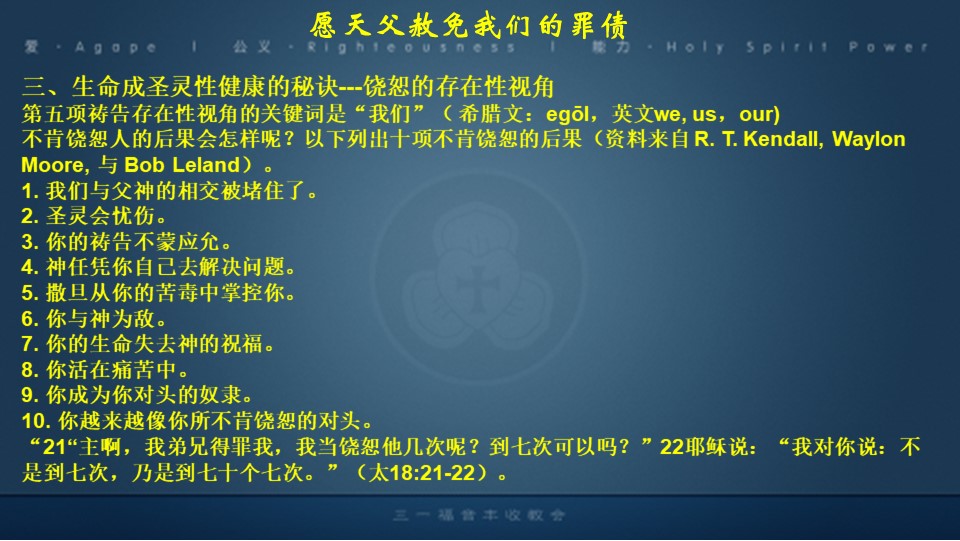 愿天父赦免我们的罪债
爱·Agape | 公义·Righteousness | 能力·Holy Spirit Power
三、生命成圣灵性健康的秘诀---饶恕的存在性视角
第五项祷告存在性视角的关键词是“我们”（ 希腊文：egōl，英文we, us，our)
不肯饶恕人的后果会怎样呢？以下列出十项不肯饶恕的后果（资料来自 R. T. Kendall, Waylon
Moore, 与 Bob Leland）。
1. 我们与父神的相交被堵住了。
2. 圣灵会忧伤。
3. 你的祷告不蒙应允。
4. 神任凭你自己去解决问题。
5. 撒旦从你的苦毒中掌控你。
6. 你与神为敌。
7. 你的生命失去神的祝福。
8. 你活在痛苦中。
9. 你成为你对头的奴隶。
10. 你越来越像你所不肯饶恕的对头。
“21“主啊，我弟兄得罪我，我当饶恕他几次呢？到七次可以吗？”22耶稣说：“我对你说：不
是到七次，乃是到七十个七次。”（太18:21-22）。
三一福音丰收教会